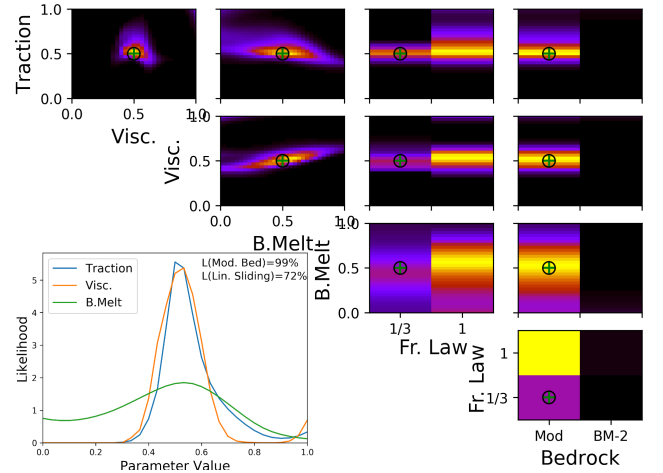 Traction
1.0
0.5
0.0
0.0
0.5
1.0
Visc.
Visc.
1.0
0.5
0.0
0.0
0.5
1.0
B.Melt
B.Melt
1.0
0.5
0.0
1/3
1
Fr. Law
Fr. Law
1
1/3
Mod
BM-2
Bedrock
Likelihood
5
4
3
2
1
0
Traction
Visc.
B.Melt
L(Mod. Bed)=99%
L(Lin. Sliding)=72%
0.0
0.2
0.4
0.6
0.8
1.0
Parameter Value